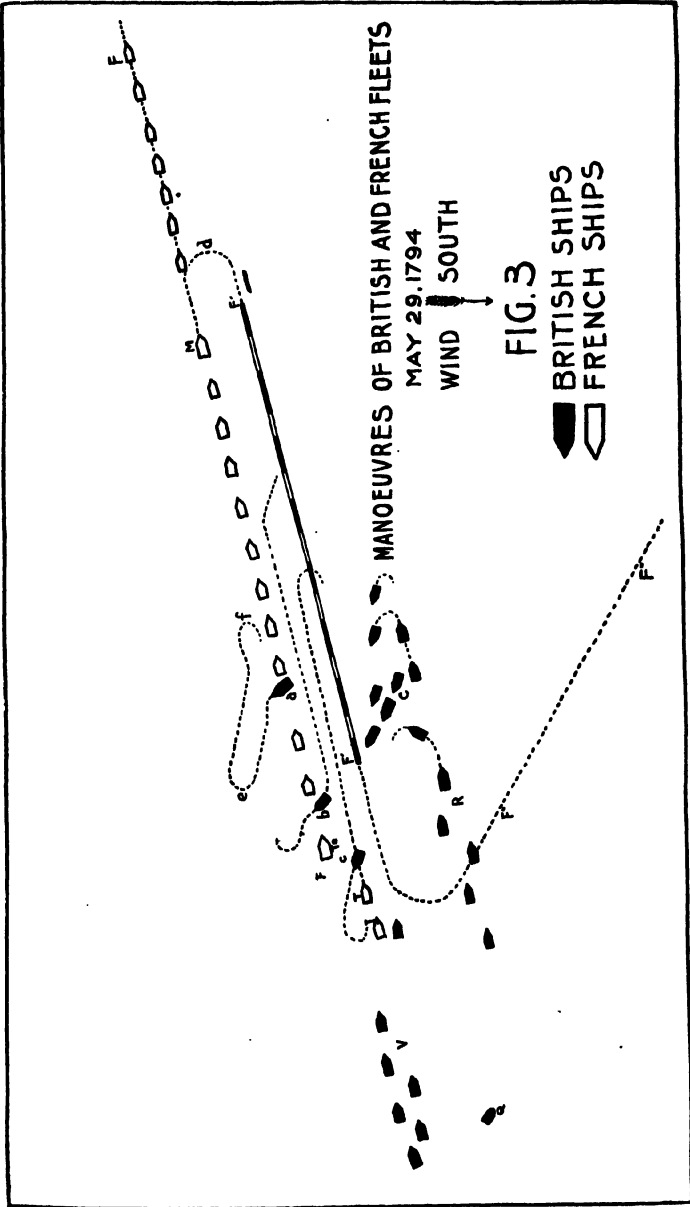 MANOEUVRES OF BRITISH AND FRENCH FLEETS
MAY 29.1794
WIND SOUTH
FIG.3
BRITISH SHIPS
FRENCH SHIPS
F
d
M
F'
f
a
e
F'
b
F
c
C
R
F"
F"
V
Q